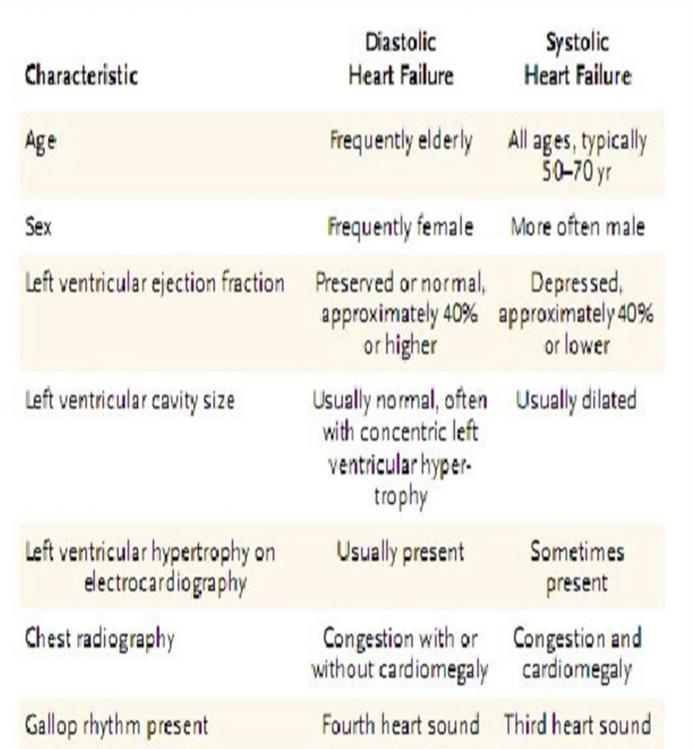 Diastolic Systolic
Characteristic Heart Failure Heart Failure
Age Frequently elderly All ages, typically
50–70 yr
Sex Frequently female More often male
Left ventricular ejection fraction Preserved or normal, Depressed,
approximately 40% approximately 40%
or higher or lower
Left ventricular cavity size Usually normal, often Usually dilated
with concentric left
ventricular hyper-
trophy
Left ventricular hypertrophy on Usually present Sometimes
electrocardiography present
Chest radiography Congestion with or Congestion and
without cardiomegaly cardiomegaly
Gallop rhythm present Fourth heart sound Third heart sound